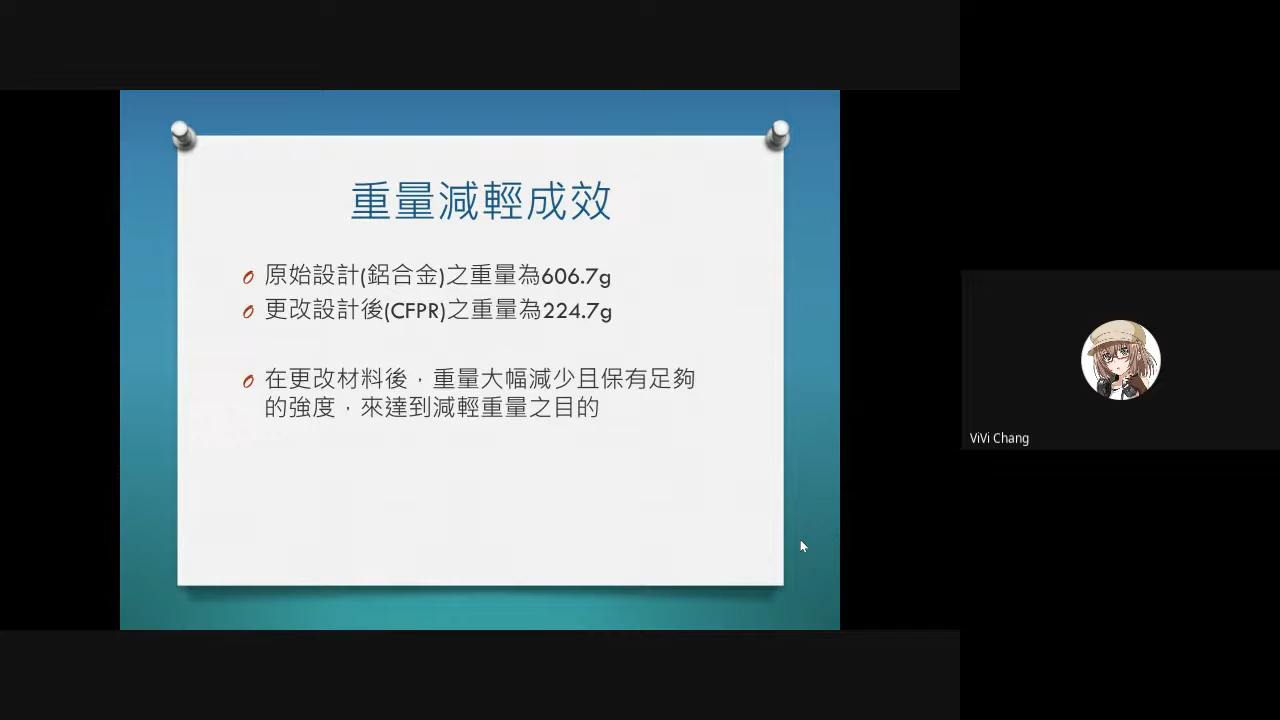 重量減輕成效
原始設計(鋁合金)之重量為606.7g
更改設計後(CFPR)之重量為224.7g
在更改材料後，重量大幅減少且保有足夠
的強度，來達到減輕重量之目的
ViVi Chang